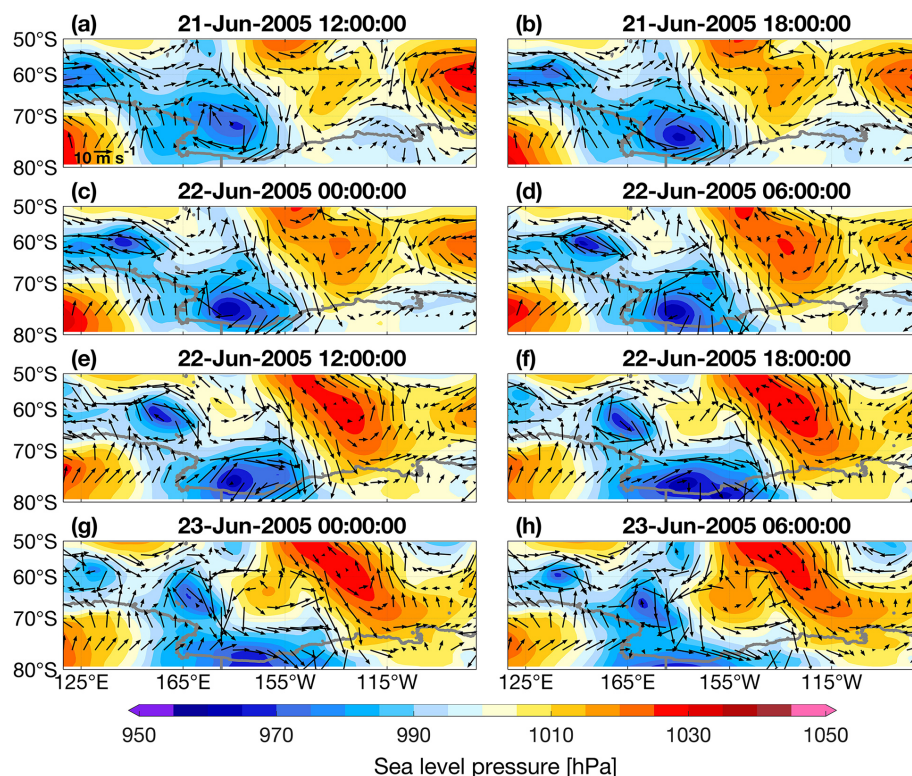 (a) 21-Jun-2005 12:00:00
(b) 21-Jun-2005 18:00:00
50°S
60°S
70°S
80°S
10 m s⁻¹
(c) 22-Jun-2005 00:00:00
(d) 22-Jun-2005 06:00:00
50°S
60°S
70°S
80°S
(e) 22-Jun-2005 12:00:00
(f) 22-Jun-2005 18:00:00
50°S
60°S
70°S
80°S
(g) 23-Jun-2005 00:00:00
(h) 23-Jun-2005 06:00:00
50°S
60°S
70°S
80°S
125°E 165°E 155°W 115°W 125°E 165°E 155°W 115°W
950 970 990 1010 1030 1050
Sea level pressure [hPa]